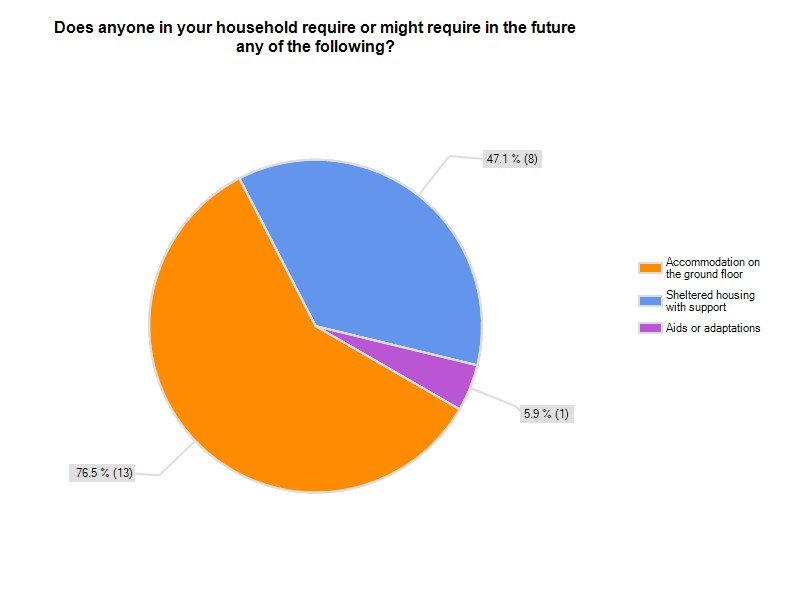 Does anyone in your household require or might require in the future
any of the following?
47.1 % (8)
Accommodation on
the ground floor
Sheltered housing
with support
Aids or adaptations
5.9 % (1)
76.5 % (13)